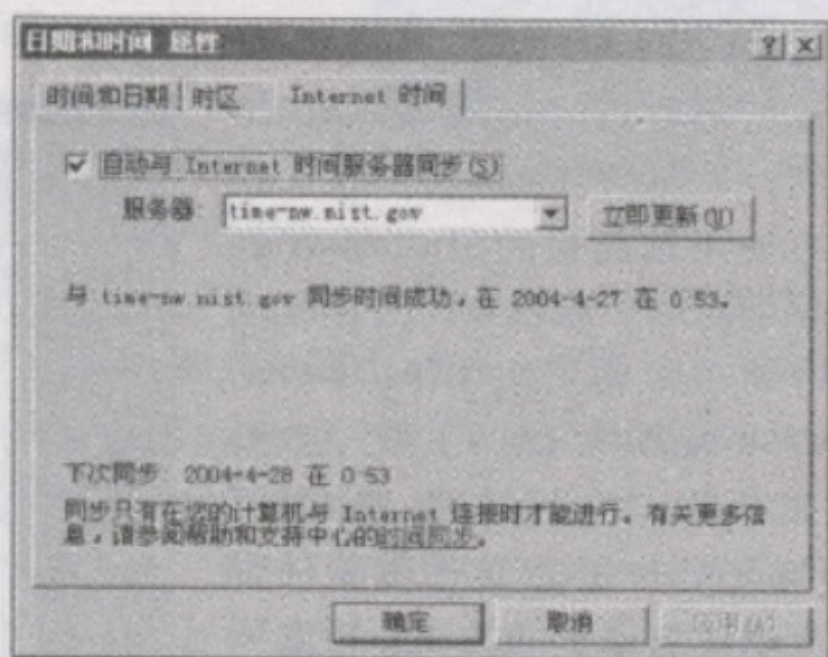 日期和时间 属性
时间和日期 时区 Internet 时间
自动与 Internet 时间服务器同步(S)
服务器: time-nw.nist.gov 立即更新(U)
与 time-nw.nist.gov 同步时间成功，在 2004-4-27 在 0:53。
下次同步: 2004-4-28 在 0:53
同步只有在您的计算机与 Internet 连接时才能进行。有关更多信
息，请参阅帮助和支持中心的时间同步。
确定 取消 应用(A)